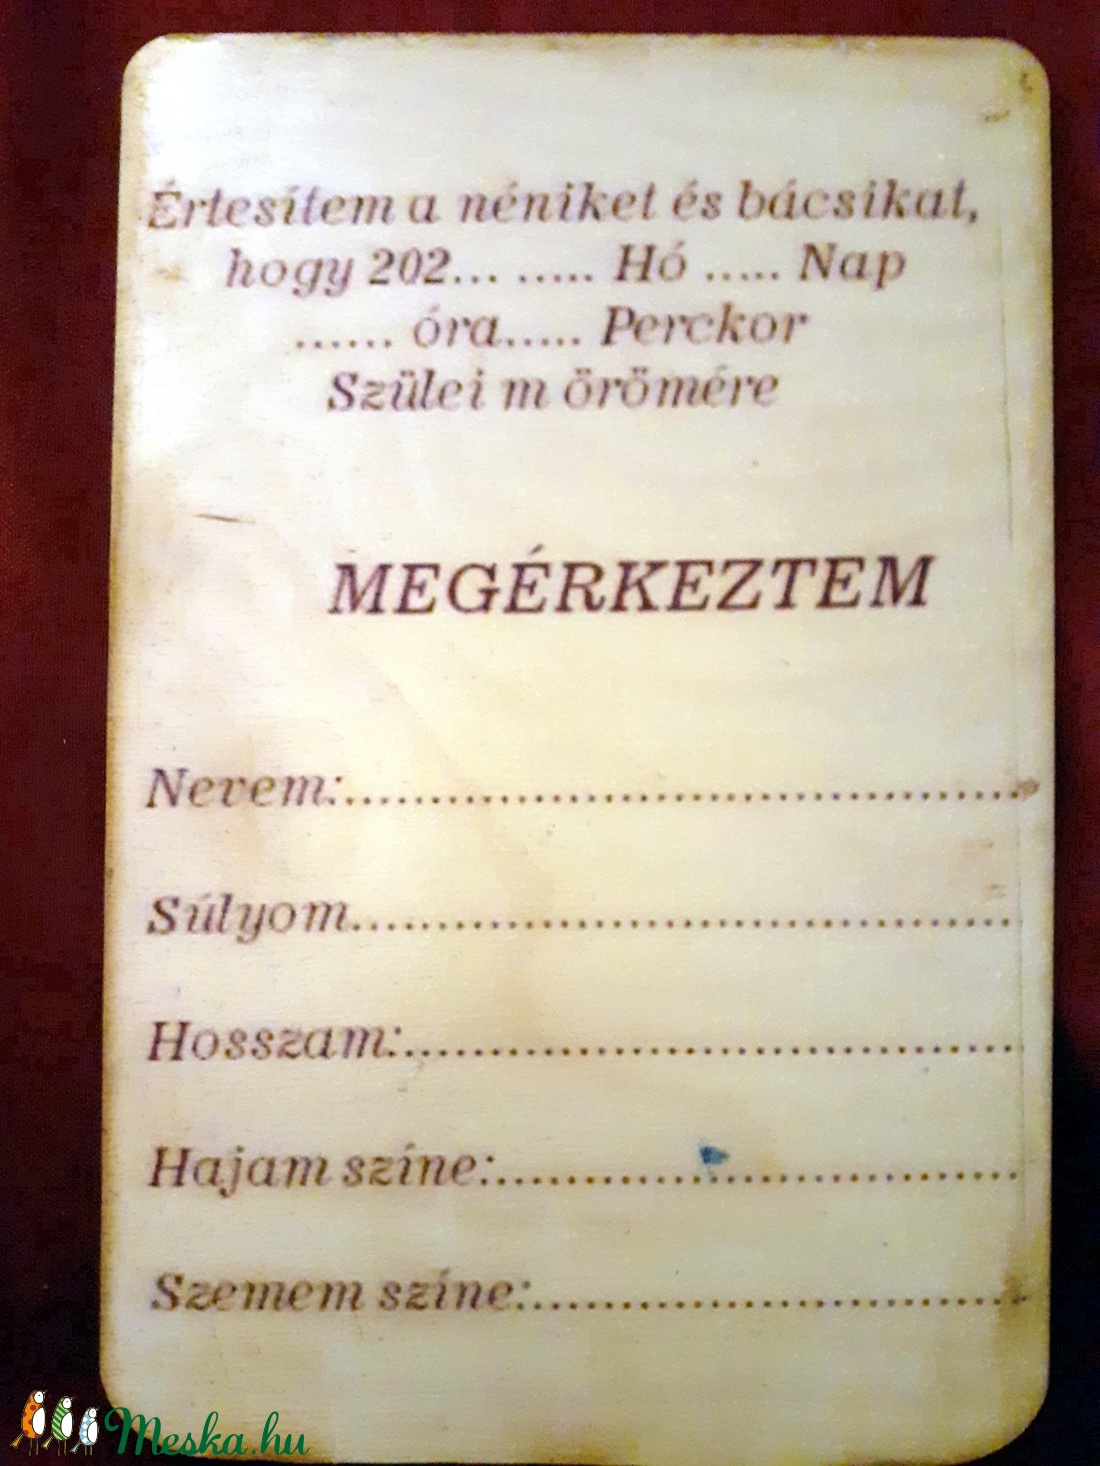 Értesítem a néniket és bácsikat,
hogy 202... ..... Hó ..... Nap
...... óra..... Perckor
Szülei m örömére
MEGÉRKEZTEM
Nevem:.......................................
Súlyom.......................................
Hosszam:....................................
Hajam színe:..............................
Szemem színe:............................
Meska.hu